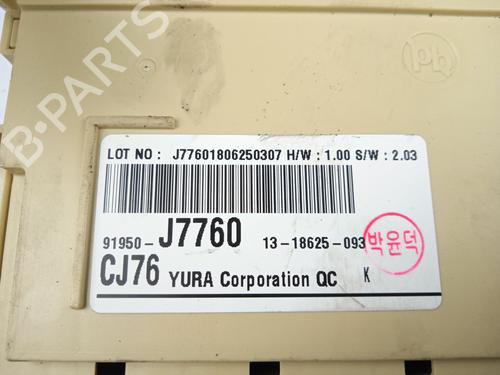 B-PARTS
Pb
LOT NO : J77601806250307 H/W : 1.00 S/W : 2.03
91950-J7760 13-18625-093
박윤덕
CJ76 YURA Corporation QC K